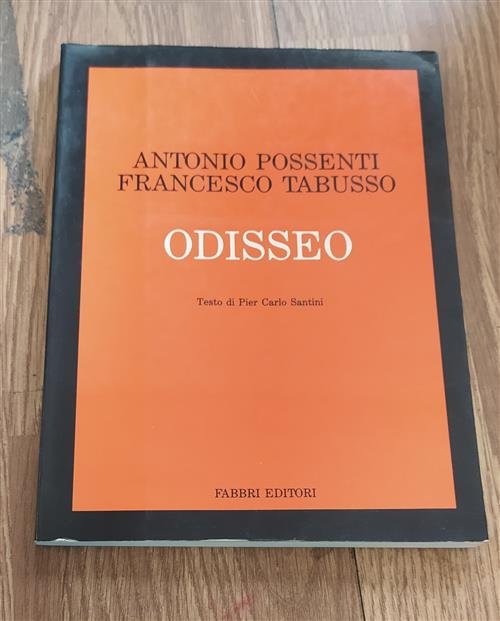 ANTONIO POSSENTI
FRANCESCO TABUSSO
ODISSEO
Testo di Pier Carlo Santini
FABBRI EDITORI